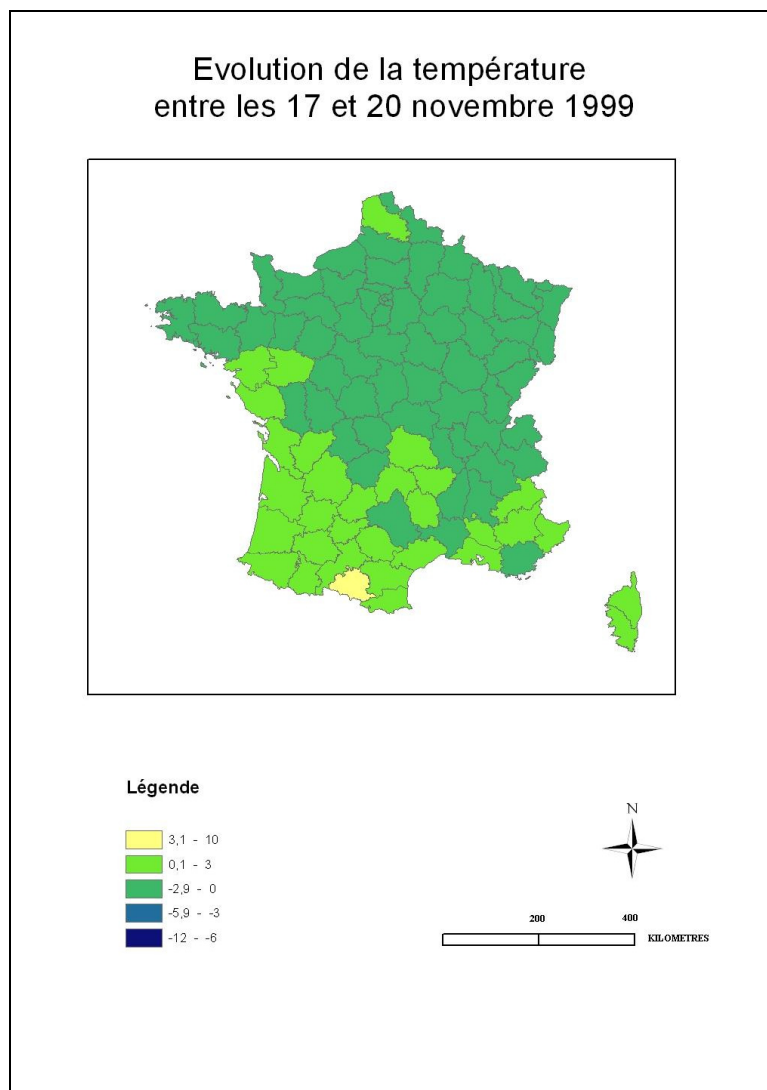 Evolution de la température
entre les 17 et 20 novembre 1999
Légende
3,1 - 10
0,1 - 3
-2,9 - 0
-5,9 - -3
-12 - -6
N
200 400
KILOMETRES